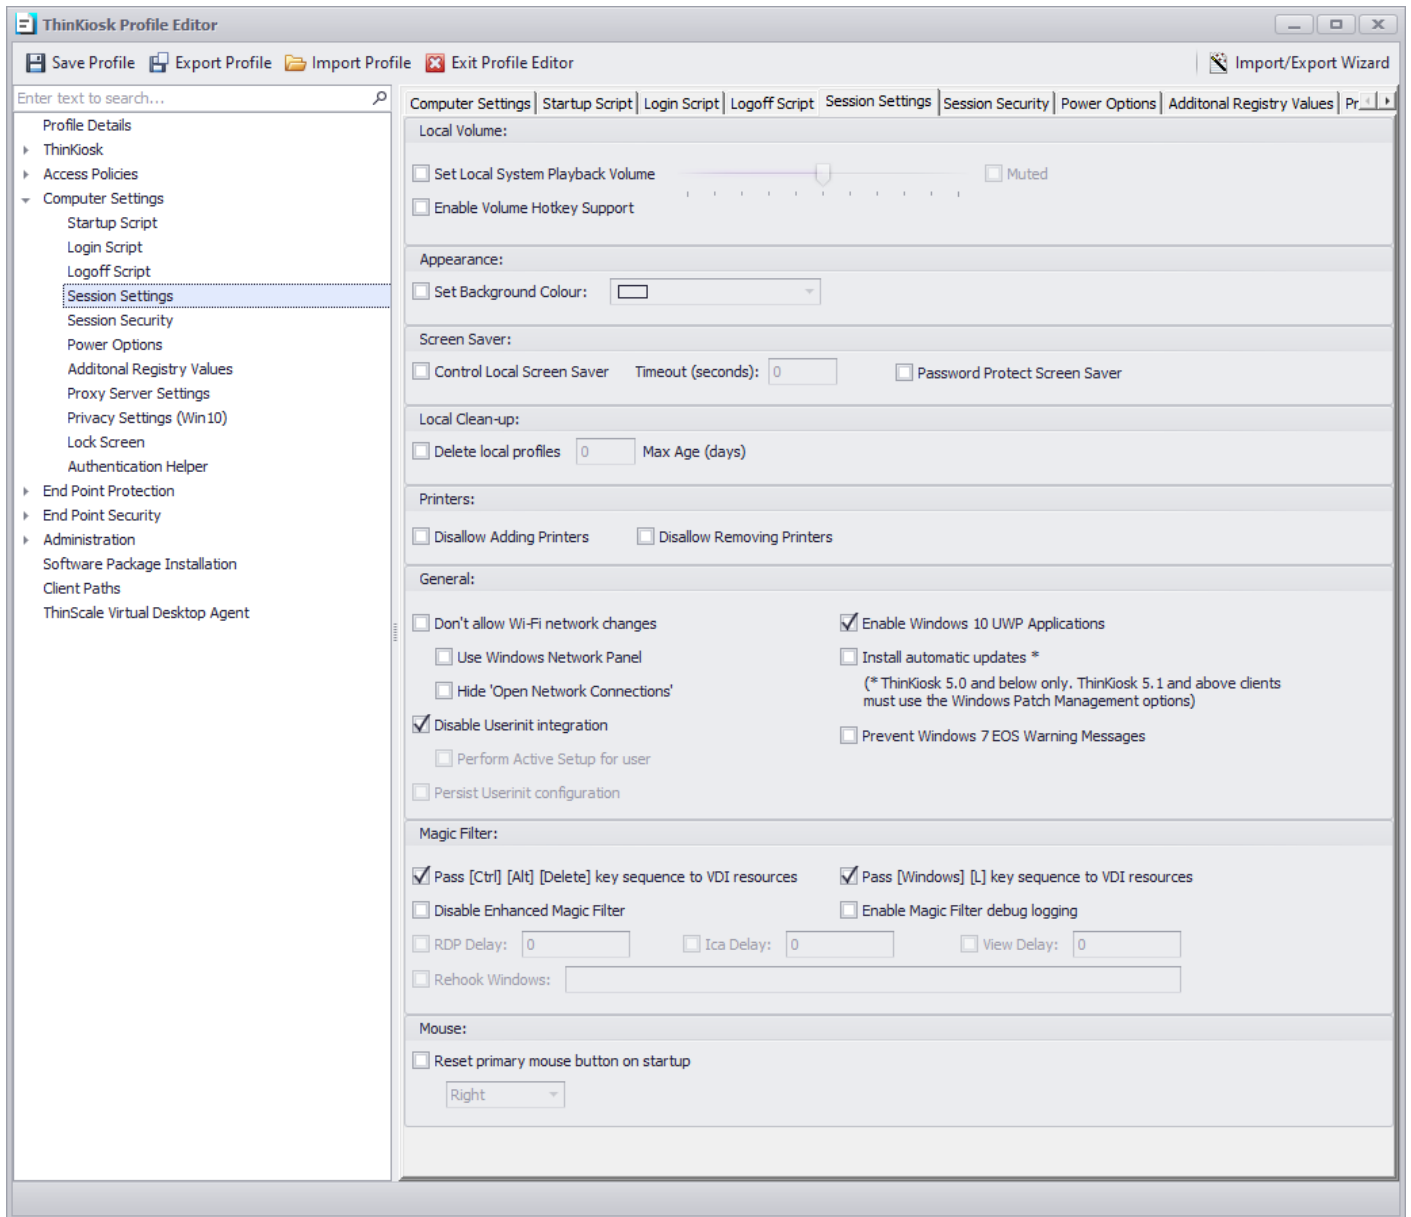 ThinKiosk Profile Editor
Save Profile Export Profile Import Profile Exit Profile Editor Import/Export Wizard
Enter text to search...
Profile Details
ThinKiosk
Access Policies
Computer Settings
Startup Script
Login Script
Logoff Script
Session Settings
Session Security
Power Options
Additonal Registry Values
Proxy Server Settings
Privacy Settings (Win10)
Lock Screen
Authentication Helper
End Point Protection
End Point Security
Administration
Software Package Installation
Client Paths
ThinScale Virtual Desktop Agent
Computer Settings Startup Script Login Script Logoff Script Session Settings Session Security Power Options Additonal Registry Values Pr
Local Volume:
Set Local System Playback Volume Muted
Enable Volume Hotkey Support
Appearance:
Set Background Colour:
Screen Saver:
Control Local Screen Saver Timeout (seconds): 0 Password Protect Screen Saver
Local Clean-up:
Delete local profiles 0 Max Age (days)
Printers:
Disallow Adding Printers Disallow Removing Printers
General:
Don't allow Wi-Fi network changes Enable Windows 10 UWP Applications
Use Windows Network Panel Install automatic updates *
(* ThinKiosk 5.0 and below only. ThinKiosk 5.1 and above clients
Hide 'Open Network Connections' must use the Windows Patch Management options)
Disable Userinit integration Prevent Windows 7 EOS Warning Messages
Perform Active Setup for user
Persist Userinit configuration
Magic Filter:
Pass [Ctrl] [Alt] [Delete] key sequence to VDI resources Pass [Windows] [L] key sequence to VDI resources
Disable Enhanced Magic Filter Enable Magic Filter debug logging
RDP Delay: 0 Ica Delay: 0 View Delay: 0
Rehook Windows:
Mouse:
Reset primary mouse button on startup
Right